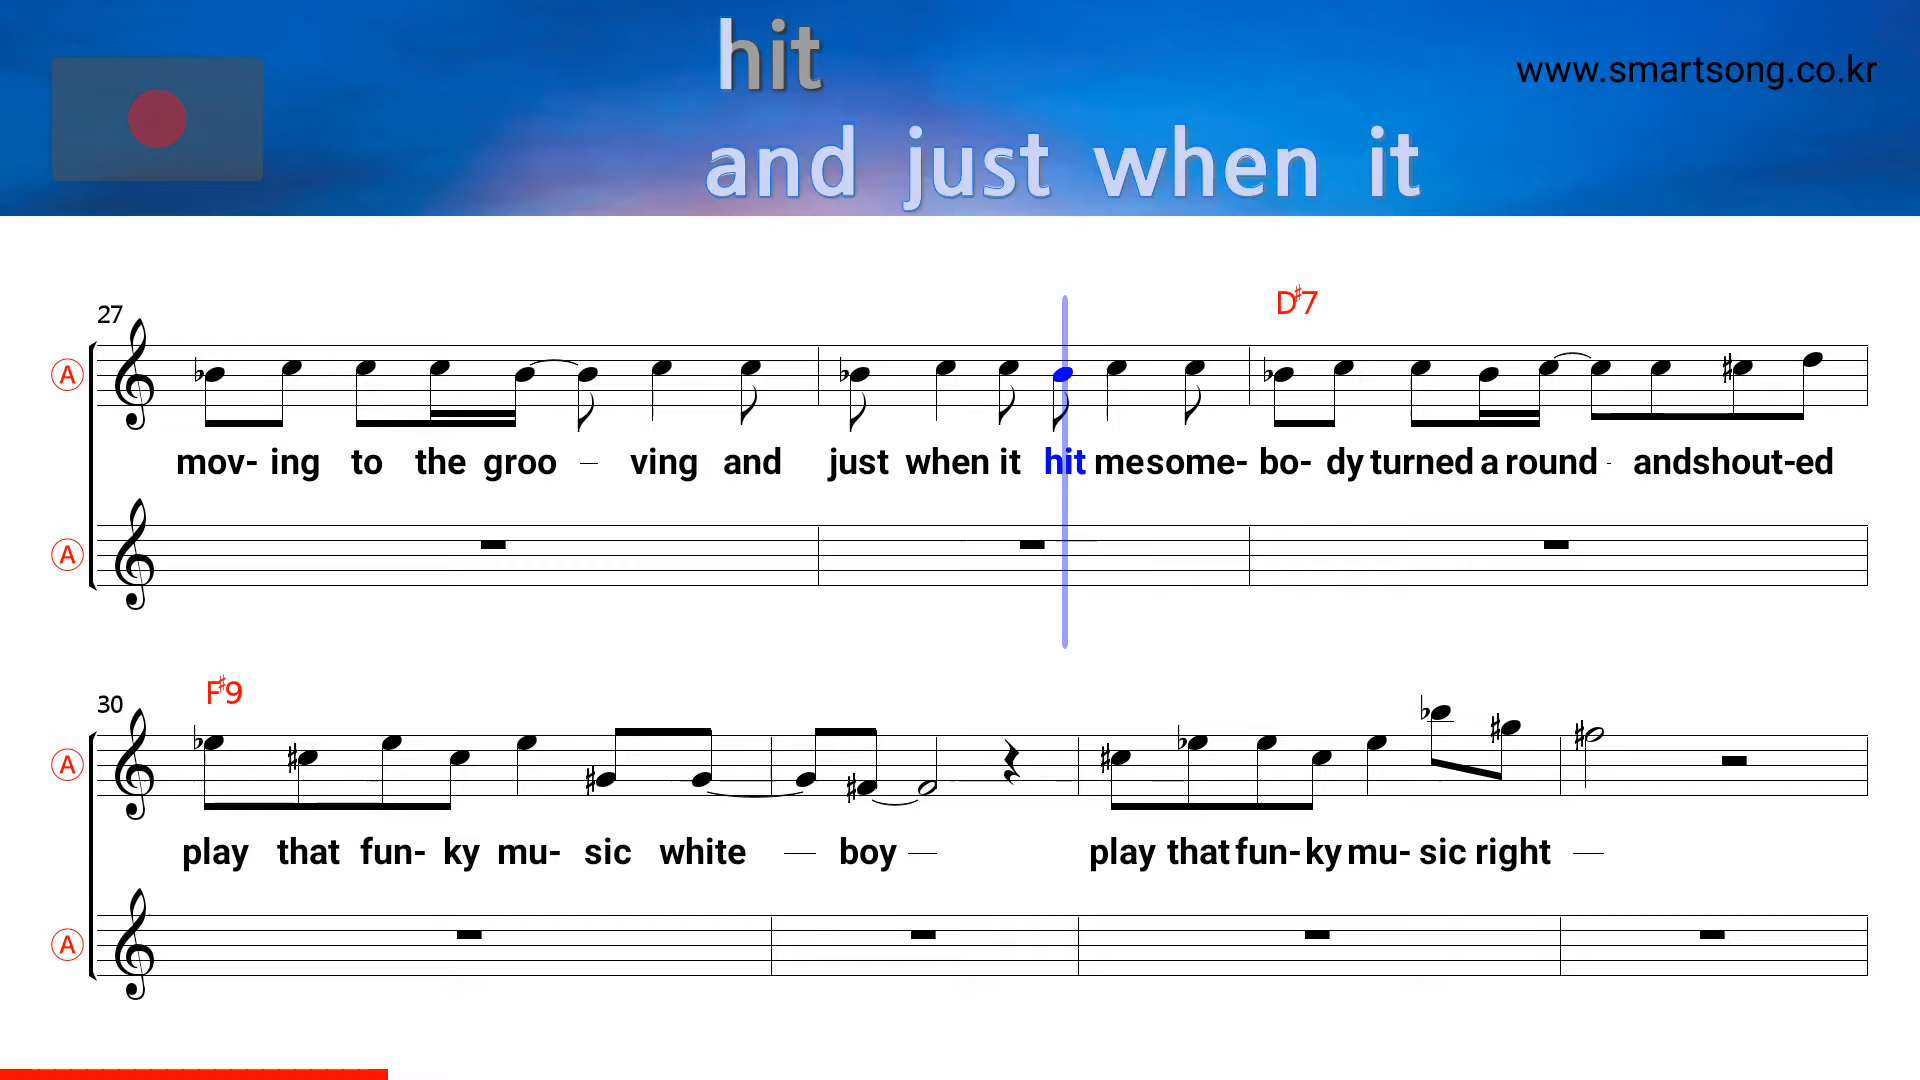 hit
www.smartsong.co.kr
and just when it
27
D♯7
A
mov- ing to the groo – ving and just when it hit me some- bo- dy turned a round - and shout-ed
A
30
F♯9
A
play that fun- ky mu- sic white — boy — play that fun- ky mu- sic right —
A